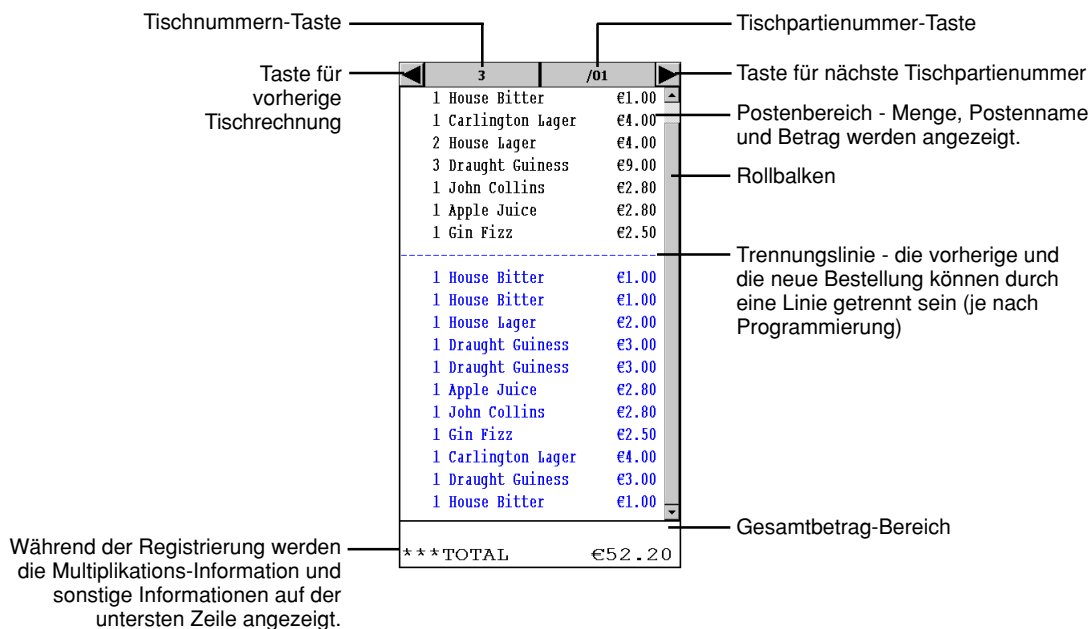 Tischnummern-Taste
Tischpartienummer-Taste
Taste für
vorherige
Tischrechnung
3 /01
Taste für nächste Tischpartienummer
1 House Bitter €1.00
1 Carlington Lager €4.00
2 House Lager €4.00
3 Draught Guiness €9.00
1 John Collins €2.80
1 Apple Juice €2.80
1 Gin Fizz €2.50
Postenbereich - Menge, Postenname
und Betrag werden angezeigt.
Rollbalken
Trennungslinie - die vorherige und
die neue Bestellung können durch
eine Linie getrennt sein (je nach
Programmierung)
1 House Bitter €1.00
1 House Bitter €1.00
1 House Lager €2.00
1 Draught Guiness €3.00
1 Draught Guiness €3.00
1 Apple Juice €2.80
1 John Collins €2.80
1 Gin Fizz €2.50
1 Carlington Lager €4.00
1 Draught Guiness €3.00
1 House Bitter €1.00
Gesamtbetrag-Bereich
***TOTAL €52.20
Während der Registrierung werden
die Multiplikations-Information und
sonstige Informationen auf der
untersten Zeile angezeigt.